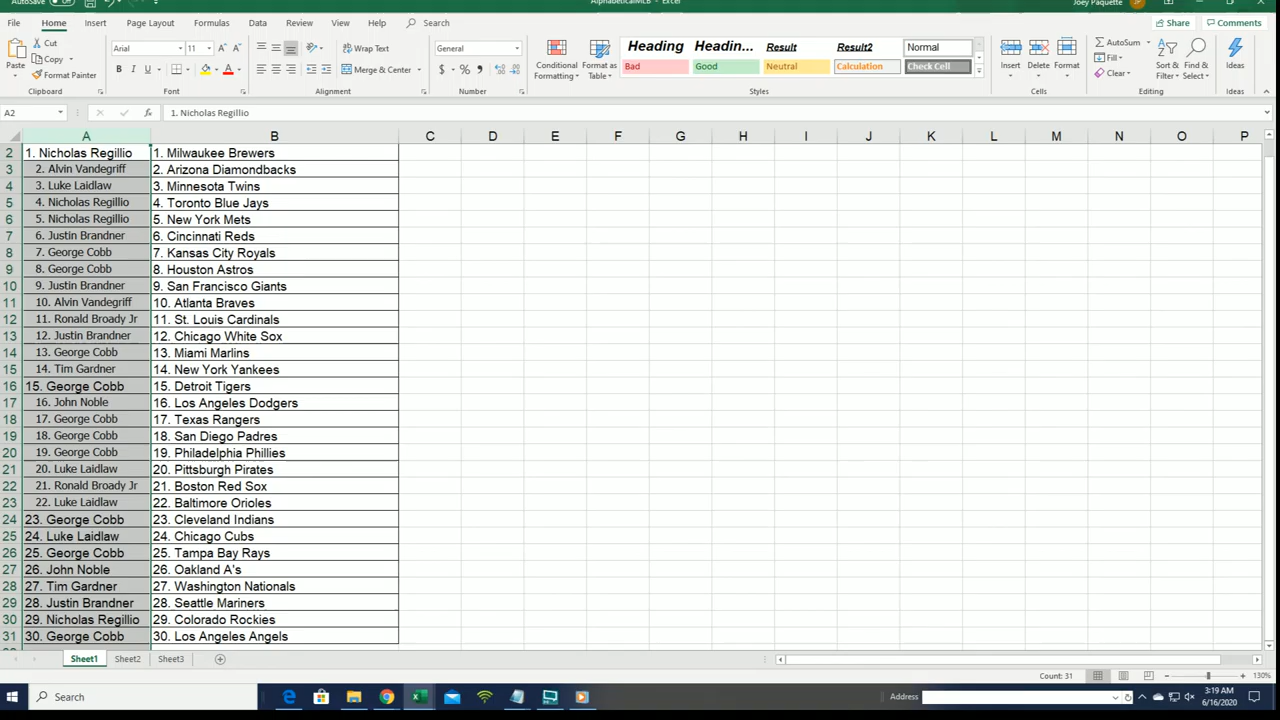 AutoSave Off AlphabeticalMLB - Excel Joey Paquette JP
File Home Insert Page Layout Formulas Data Review View Help Search Share Comments
Paste Cut Copy Format Painter Clipboard
Arial 11 Font
Wrap Text Merge & Center Alignment
General Number
Conditional Formatting Format as Table
Heading Headin... Result Result2 Normal
Bad Good Neutral Calculation Check Cell
Styles
Insert Delete Format Cells
AutoSum Fill Clear Sort & Filter Find & Select Editing
Ideas Ideas
A2 fx 1. Nicholas Regillio
A B C D E F G H I J K L M N O P
2 1. Nicholas Regillio 1. Milwaukee Brewers
3 2. Alvin Vandegriff 2. Arizona Diamondbacks
4 3. Luke Laidlaw 3. Minnesota Twins
5 4. Nicholas Regillio 4. Toronto Blue Jays
6 5. Nicholas Regillio 5. New York Mets
7 6. Justin Brandner 6. Cincinnati Reds
8 7. George Cobb 7. Kansas City Royals
9 8. George Cobb 8. Houston Astros
10 9. Justin Brandner 9. San Francisco Giants
11 10. Alvin Vandegriff 10. Atlanta Braves
12 11. Ronald Broady Jr 11. St. Louis Cardinals
13 12. Justin Brandner 12. Chicago White Sox
14 13. George Cobb 13. Miami Marlins
15 14. Tim Gardner 14. New York Yankees
16 15. George Cobb 15. Detroit Tigers
17 16. John Noble 16. Los Angeles Dodgers
18 17. George Cobb 17. Texas Rangers
19 18. George Cobb 18. San Diego Padres
20 19. George Cobb 19. Philadelphia Phillies
21 20. Luke Laidlaw 20. Pittsburgh Pirates
22 21. Ronald Broady Jr 21. Boston Red Sox
23 22. Luke Laidlaw 22. Baltimore Orioles
24 23. George Cobb 23. Cleveland Indians
25 24. Luke Laidlaw 24. Chicago Cubs
26 25. George Cobb 25. Tampa Bay Rays
27 26. John Noble 26. Oakland A's
28 27. Tim Gardner 27. Washington Nationals
29 28. Justin Brandner 28. Seattle Mariners
30 29. Nicholas Regillio 29. Colorado Rockies
31 30. George Cobb 30. Los Angeles Angels
Sheet1 Sheet2 Sheet3
Count: 31 130%
Search Address 3:19 AM
6/16/2020